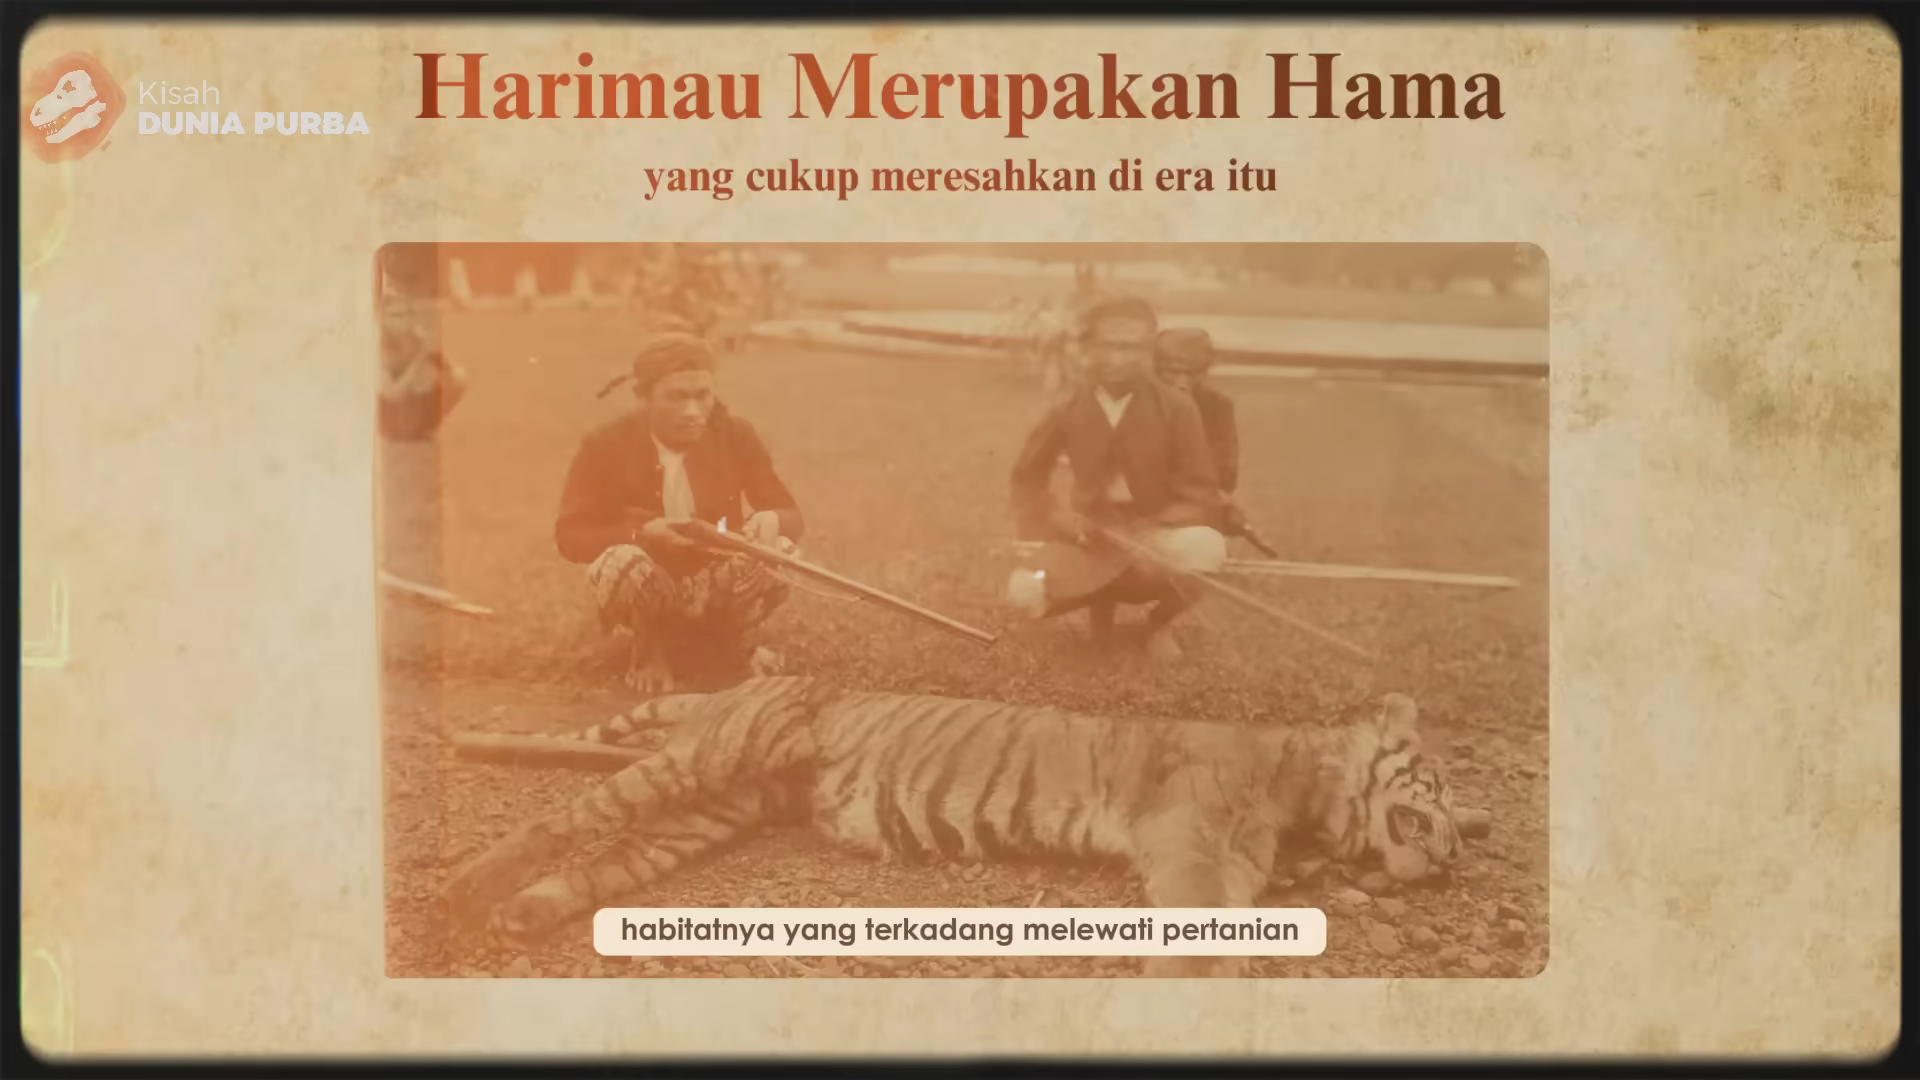 Kisah
DUNIA PURBA
Harimau Merupakan Hama
yang cukup meresahkan di era itu
habitatnya yang terkadang melewati pertanian